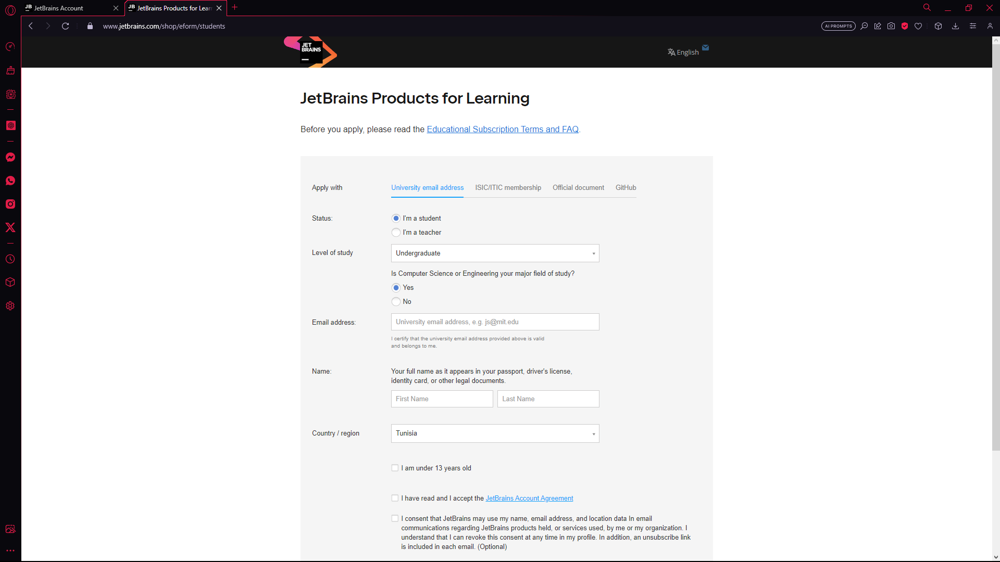 JB JetBrains Account
JB JetBrains Products for Lear
www.jetbrains.com/shop/eform/students
AI PROMPTS
JET
BRAINS
English
JetBrains Products for Learning
Before you apply, please read the Educational Subscription Terms and FAQ.
Apply with
University email address
ISIC/ITIC membership
Official document
GitHub
Status:
I'm a student
I'm a teacher
Level of study
Undergraduate
Is Computer Science or Engineering your major field of study?
Yes
No
Email address:
University email address, e.g. js@mit.edu
I certify that the university email address provided above is valid
and belongs to me.
Name:
Your full name as it appears in your passport, driver's license,
identity card, or other legal documents.
First Name
Last Name
Country / region
Tunisia
I am under 13 years old
I have read and I accept the JetBrains Account Agreement
I consent that JetBrains may use my name, email address, and location data In email
communications regarding JetBrains products held, or services used, by me or my organization. I
understand that I can revoke this consent at any time in my profile. In addition, an unsubscribe link
is included in each email. (Optional)